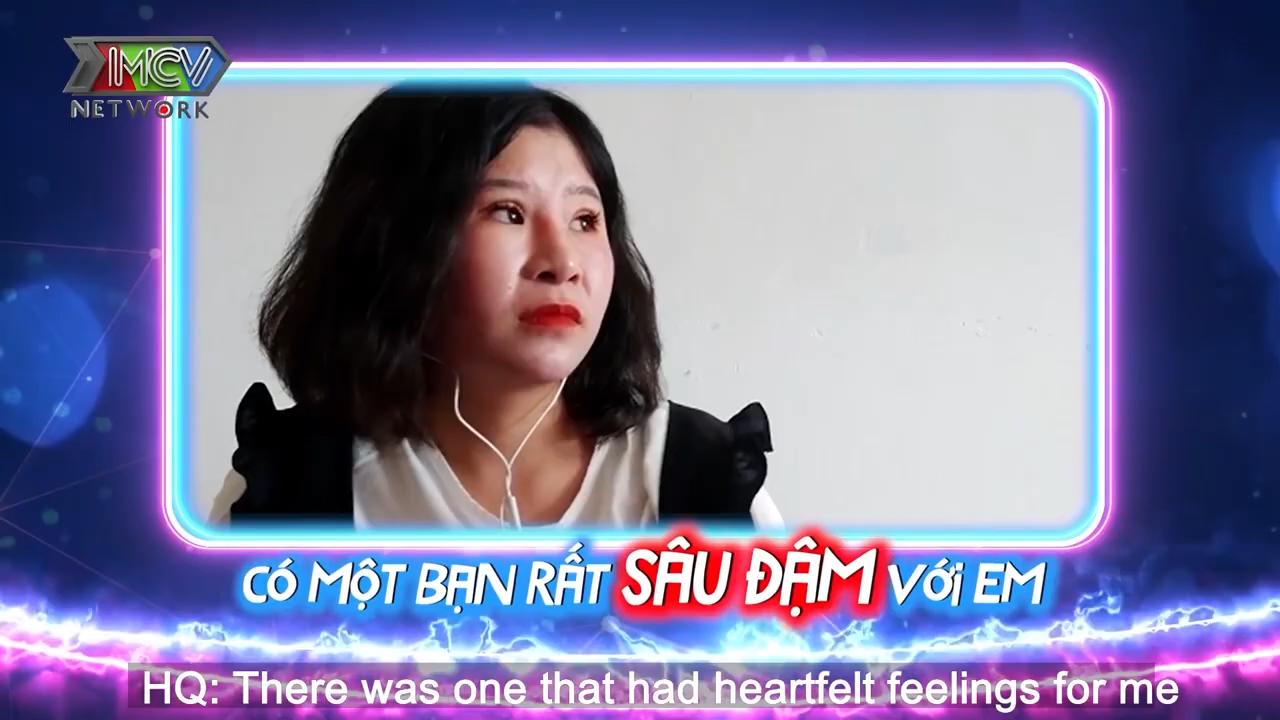 MCV
NETWORK
CÓ MỘT BẠN RẤT SÂU ĐẬM VỚI EM
HQ: There was one that had heartfelt feelings for me